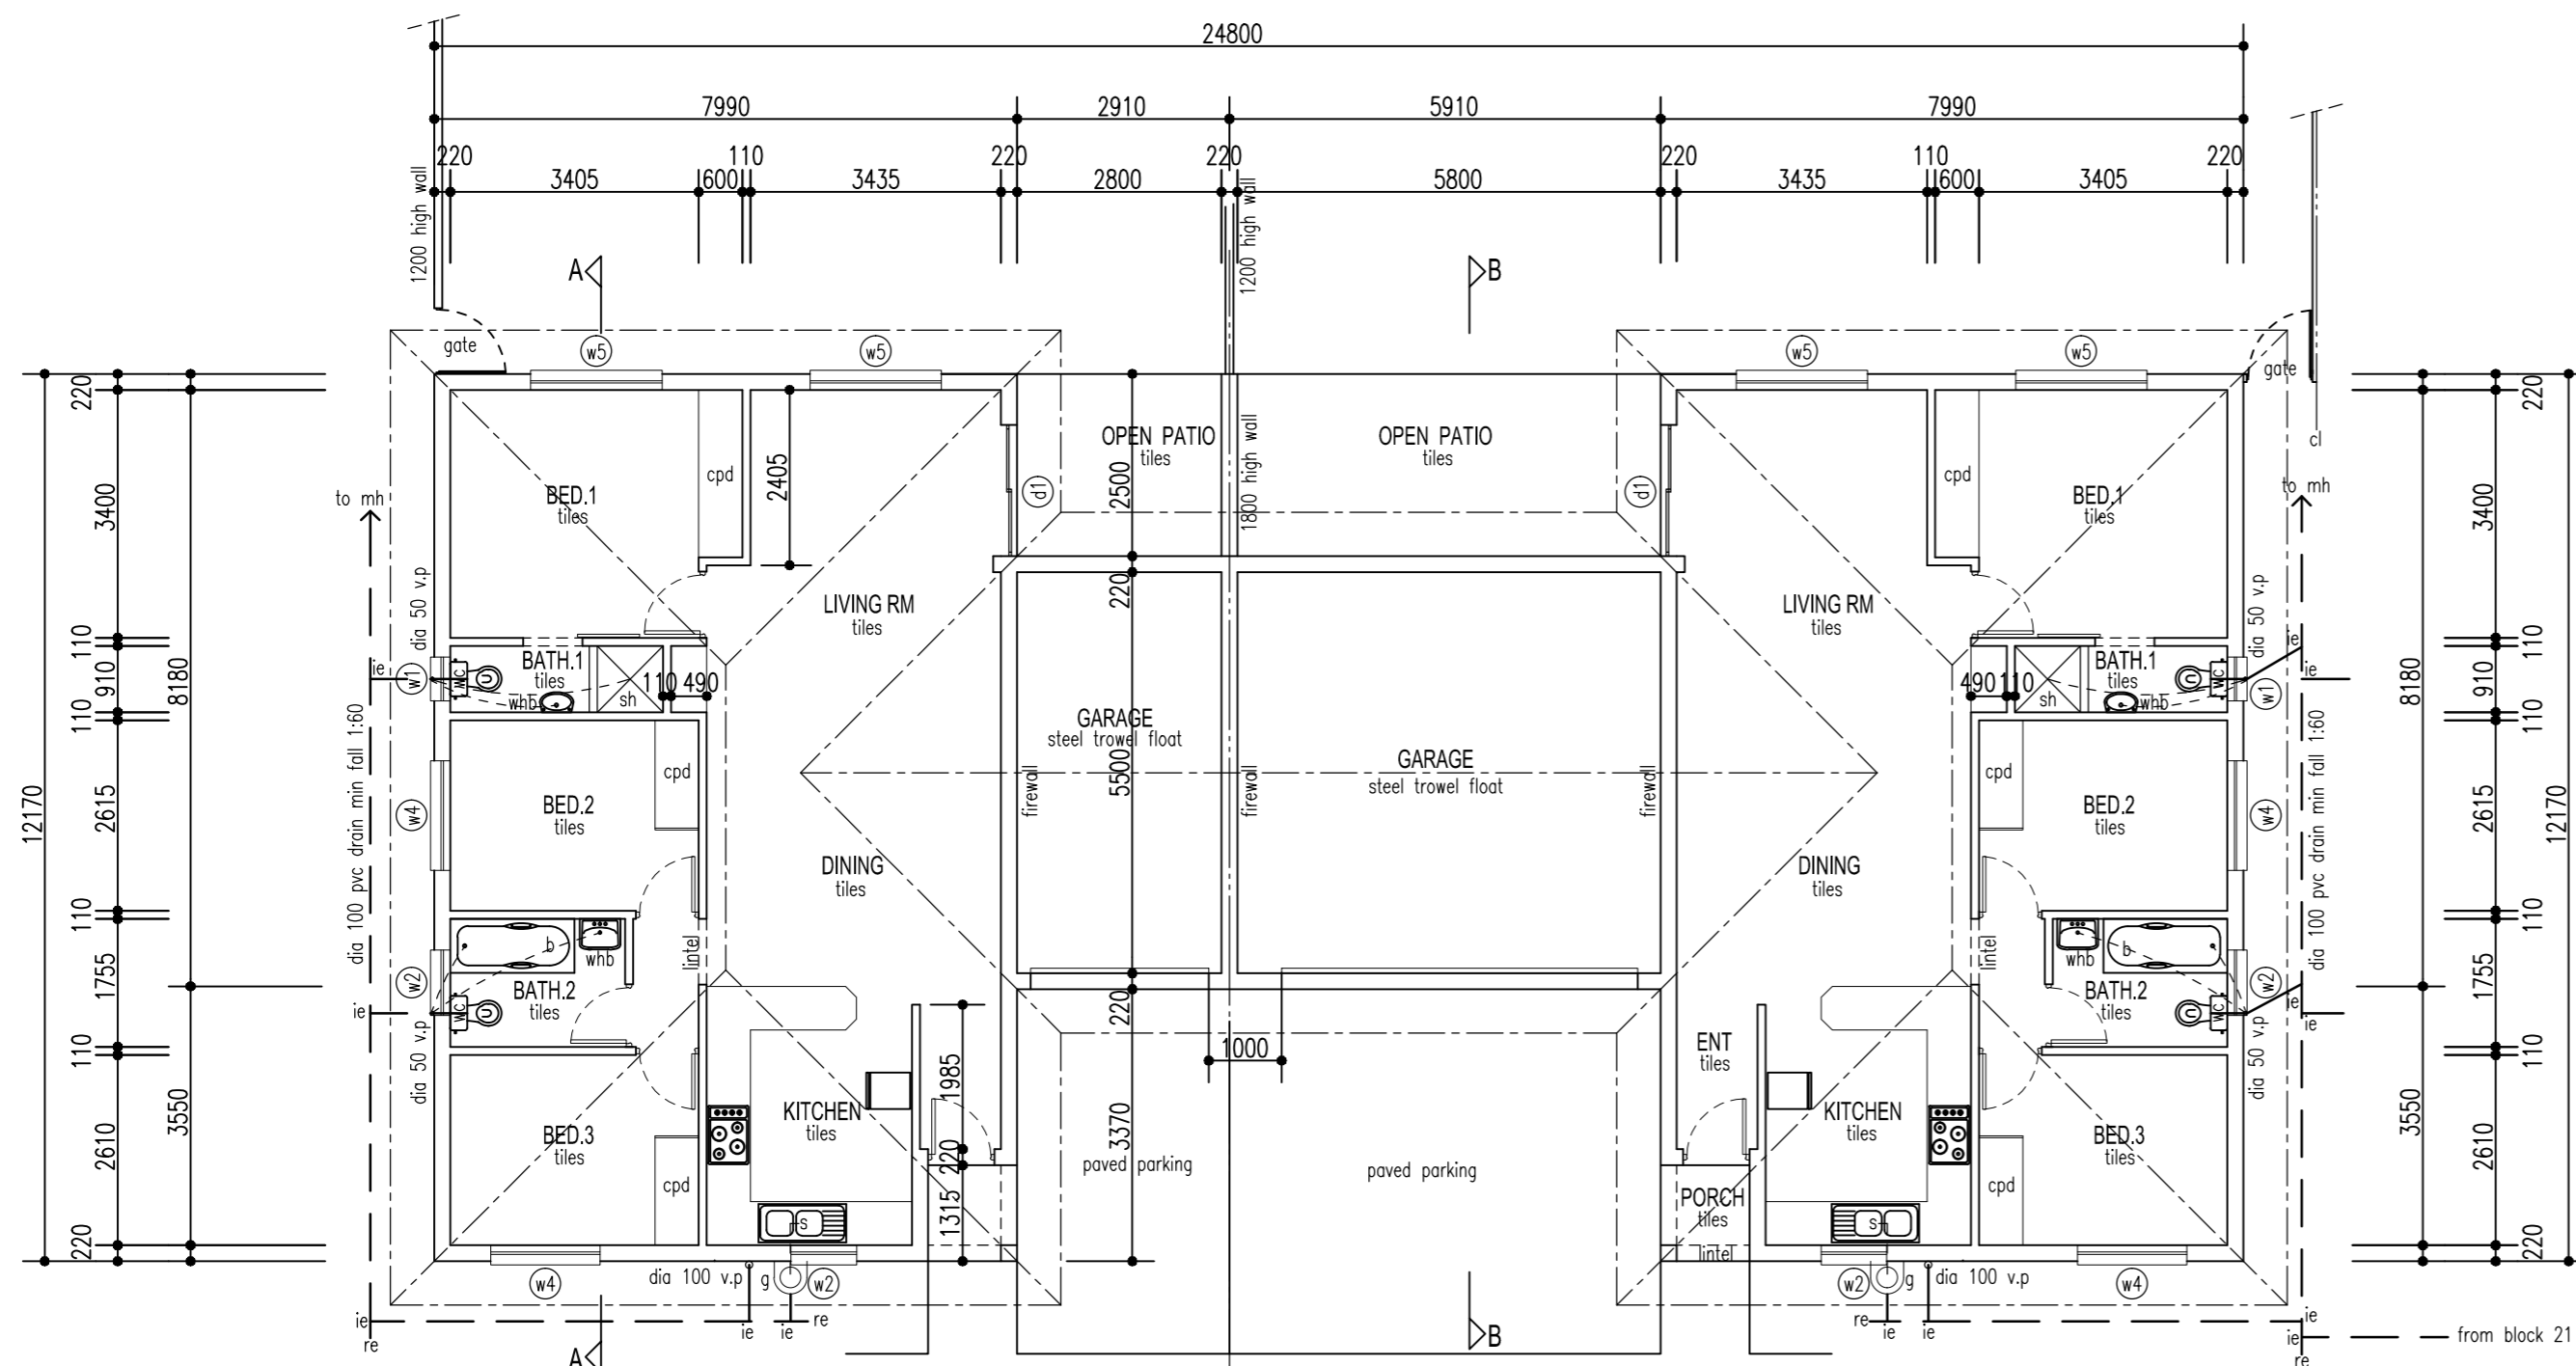 24800
7990 2910 5910 7990
220 110 220 220 220 110 220
3405 600 3435 2800 5800 3435 600 3405
1200 high wall
1200 high wall
A B
gate w5 w5 w5 w5 gate
cl
220 220
OPEN PATIO
tiles
OPEN PATIO
tiles
1800 high wall
cpd 2405 d1 2500 d1 cpd
BED.1
tiles
BED.1
tiles
to mh to mh
3400 3400
220
LIVING RM
tiles
LIVING RM
tiles
dia 50 v.p dia 50 v.p
110 110
BATH.1
tiles
BATH.1
tiles
ie w1 wc whb sh 110 490
490 110 sh whb wc w1 ie ie
910 910
8180 8180
110 110
GARAGE
steel trowel float
GARAGE
steel trowel float
5500
firewall firewall firewall
dia 100 pvc drain min fall 1:60
dia 100 pvc drain min fall 1:60
12170 12170
2615 2615
w4 w4
cpd cpd
BED.2
tiles
BED.2
tiles
DINING
tiles
DINING
tiles
110 110
b whb lintel lintel whb b
w2 w2
1755 1755
BATH.2
tiles
BATH.2
tiles
ie wc wc ie ie
220
1000
ENT
tiles
110 110
dia 50 v.p dia 50 v.p
1985
3550 3550
2610 2610
KITCHEN
tiles
KITCHEN
tiles
BED.3
tiles
BED.3
tiles
3370
220
paved parking paved parking
cpd cpd
PORCH
tiles
1315
s s
lintel
220 220
w4 dia 100 v.p g w2 w2 g dia 100 v.p w4
ie re ie ie re
re ie ie ie ie re
A B
from block 21